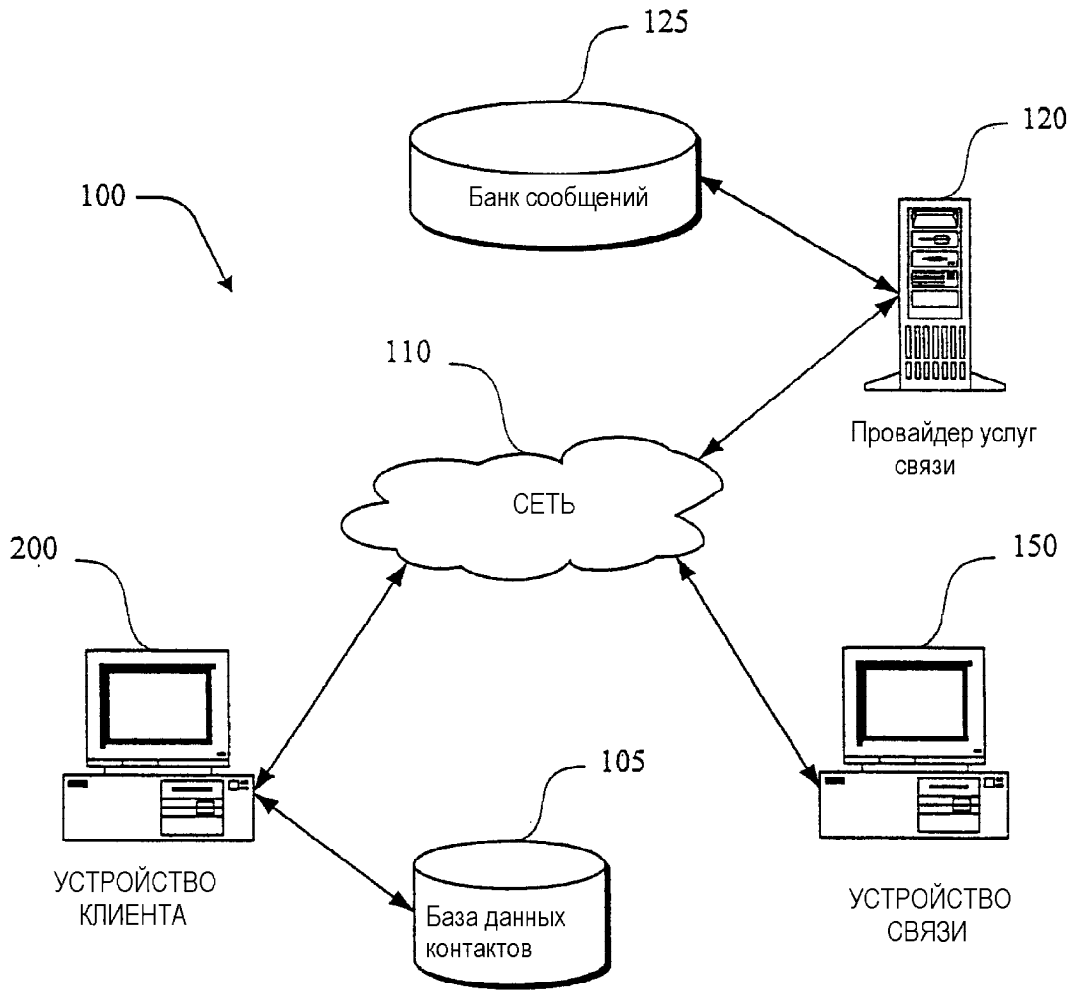 125
120
Банк сообщений
100
110
Провайдер услуг
связи
СЕТЬ
200
150
105
УСТРОЙСТВО
КЛИЕНТА
База данных
контактов
УСТРОЙСТВО
СВЯЗИ